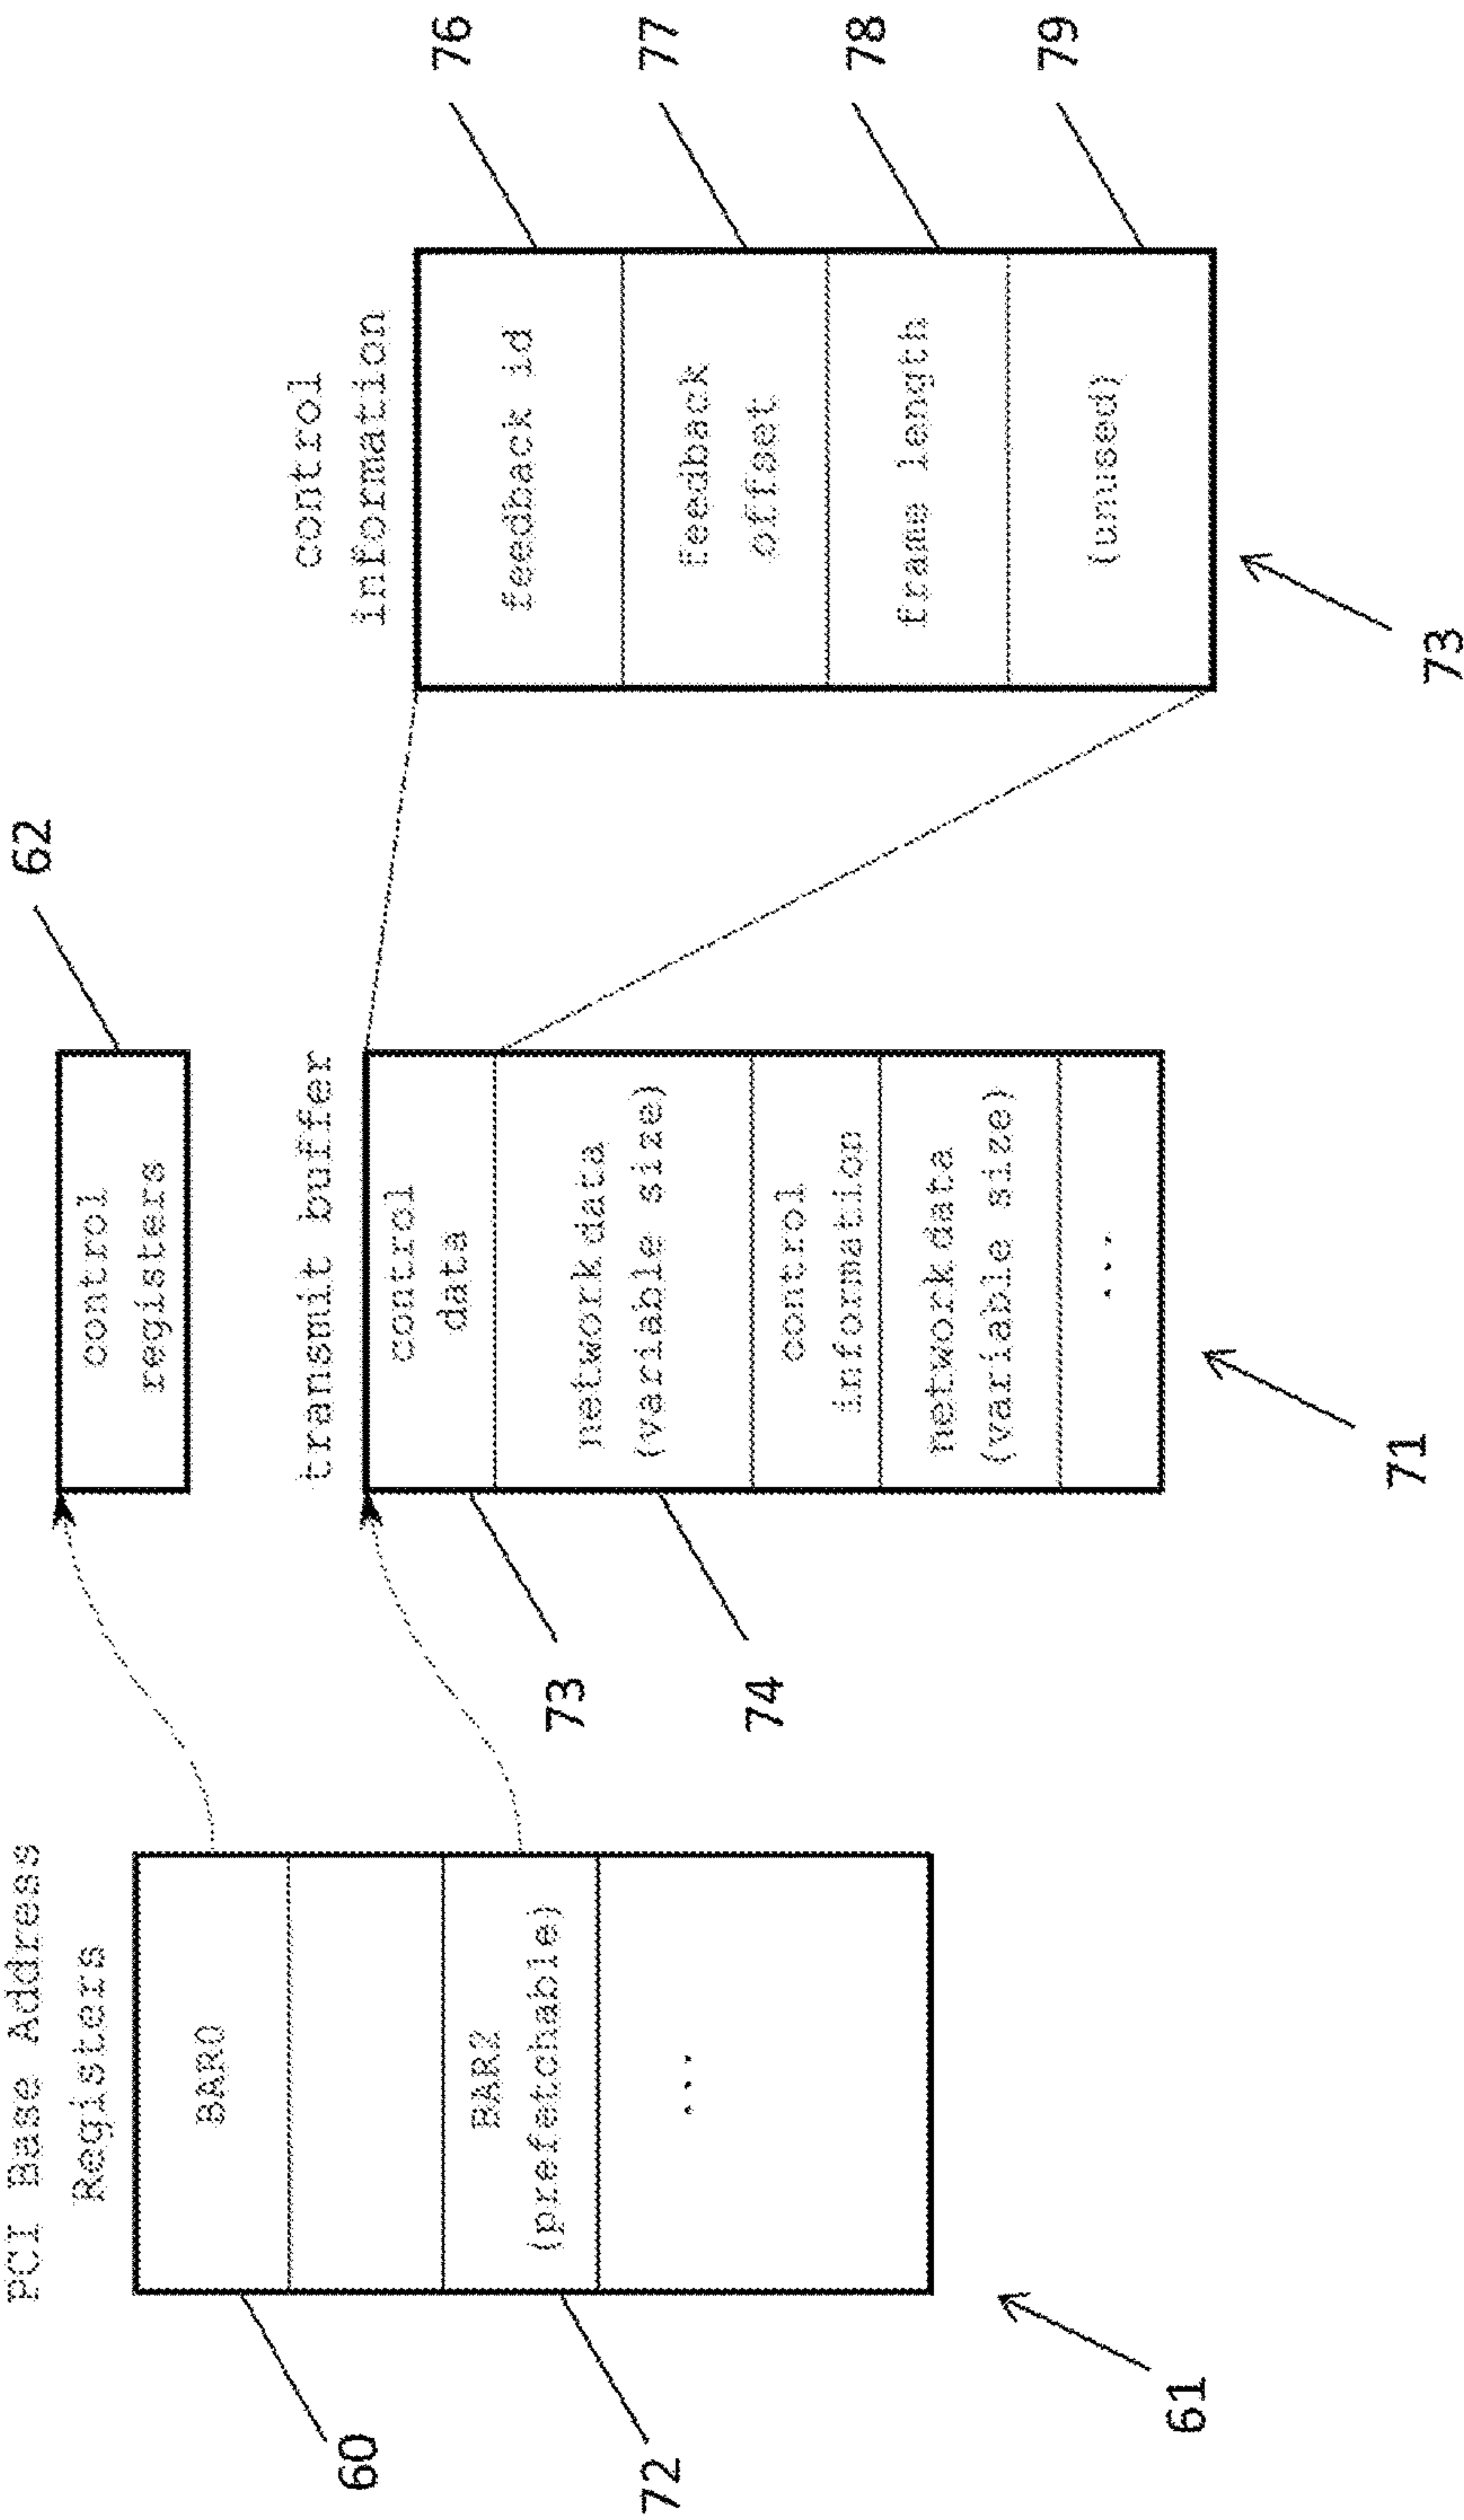 PCI Base Address
Registers
BAR0
BAR2
(prefetchable)
...
60
72
61
control
registers
62
transmit buffer
control
data
network data
(variable size)
control
information
network data
(variable size)
...
73
74
71
control
information
feedback id
feedback
offset
frame length
(unused)
76
77
78
79
73